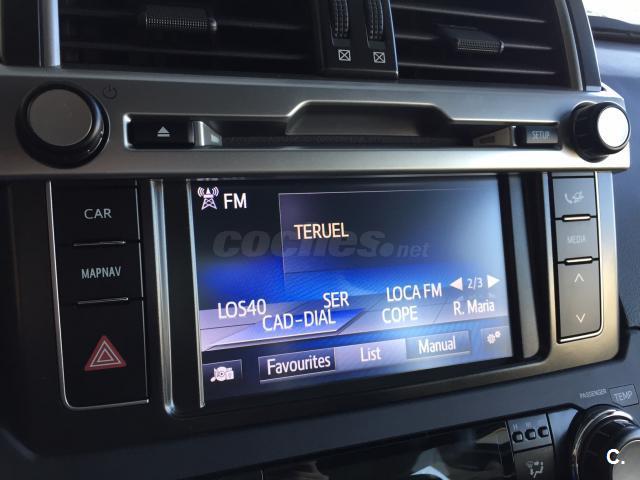 SETUP
CAR
MAPNAV
FM
TERUEL
coches.net
LOS40 SER LOCA FM 2/3
CAD-DIAL COPE R. Maria
Favourites List Manual
MEDIA
PASSENGER
TEMP
C.